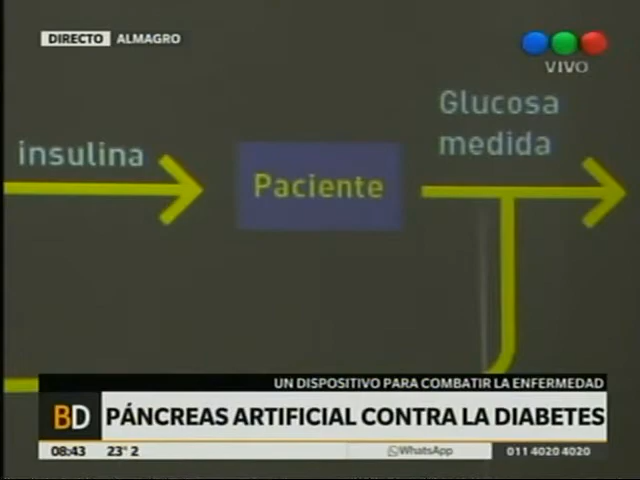 DIRECTO ALMAGRO
VIVO
Glucosa
medida
insulina
Paciente
UN DISPOSITIVO PARA COMBATIR LA ENFERMEDAD
BD PÁNCREAS ARTIFICIAL CONTRA LA DIABETES
08:43 23° 2 WhatsApp 011 4020 4020